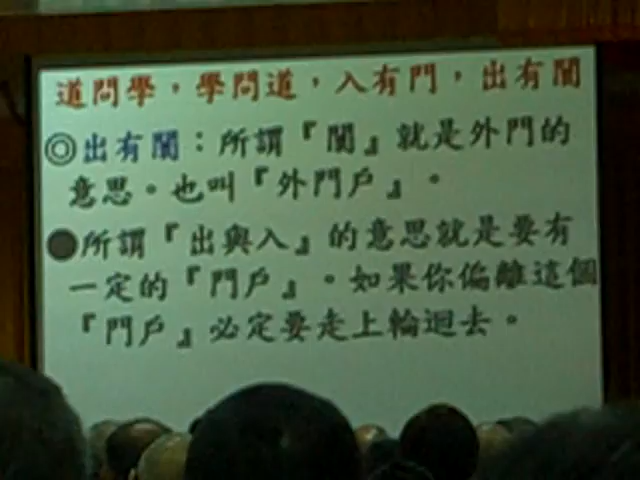 道問學，學問道，入有門，出有闈
◎出有闈：所謂『闈』就是外門的
意思。也叫『外門戶』。
●所謂『出與入』的意思就是要有
一定的『門戶』。如果你偏離這個
『門戶』必定要走上輪迴去。